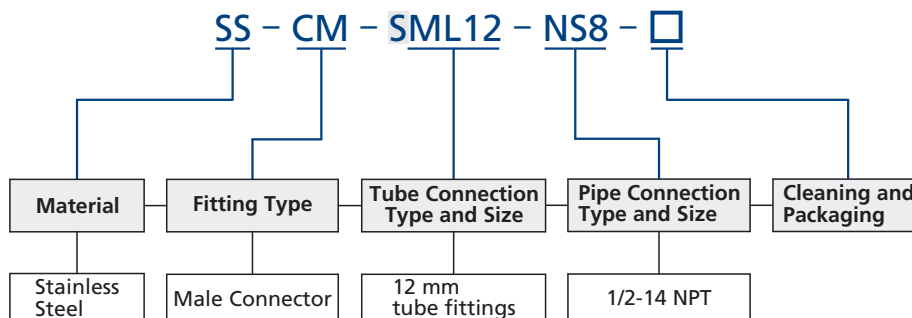 SS – CM – SML12 – NS8 – □
Material
Fitting Type
Tube Connection
Type and Size
Pipe Connection
Type and Size
Cleaning and
Packaging
Stainless
Steel
Male Connector
12 mm
tube fittings
1/2-14 NPT